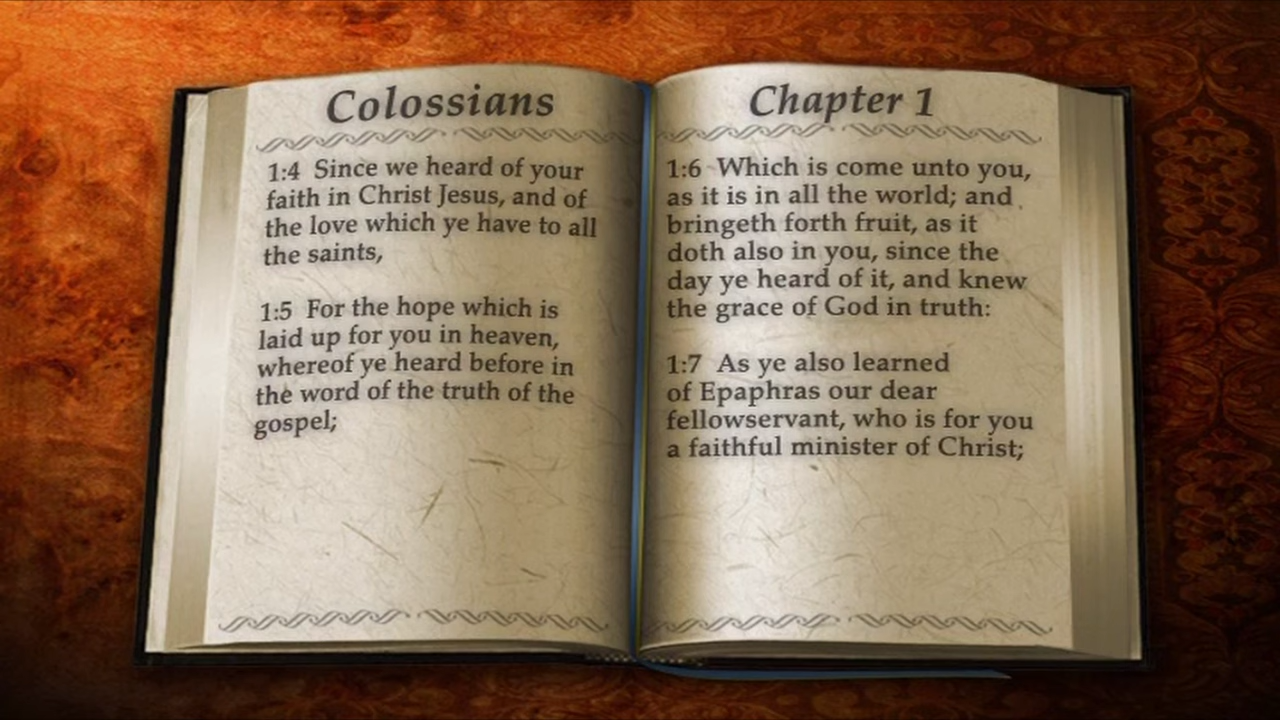 Colossians
1:4 Since we heard of your
faith in Christ Jesus, and of
the love which ye have to all
the saints,
1:5 For the hope which is
laid up for you in heaven,
whereof ye heard before in
the word of the truth of the
gospel;
Chapter 1
1:6 Which is come unto you,
as it is in all the world; and
bringeth forth fruit, as it
doth also in you, since the
day ye heard of it, and knew
the grace of God in truth:
1:7 As ye also learned
of Epaphras our dear
fellowservant, who is for you
a faithful minister of Christ;